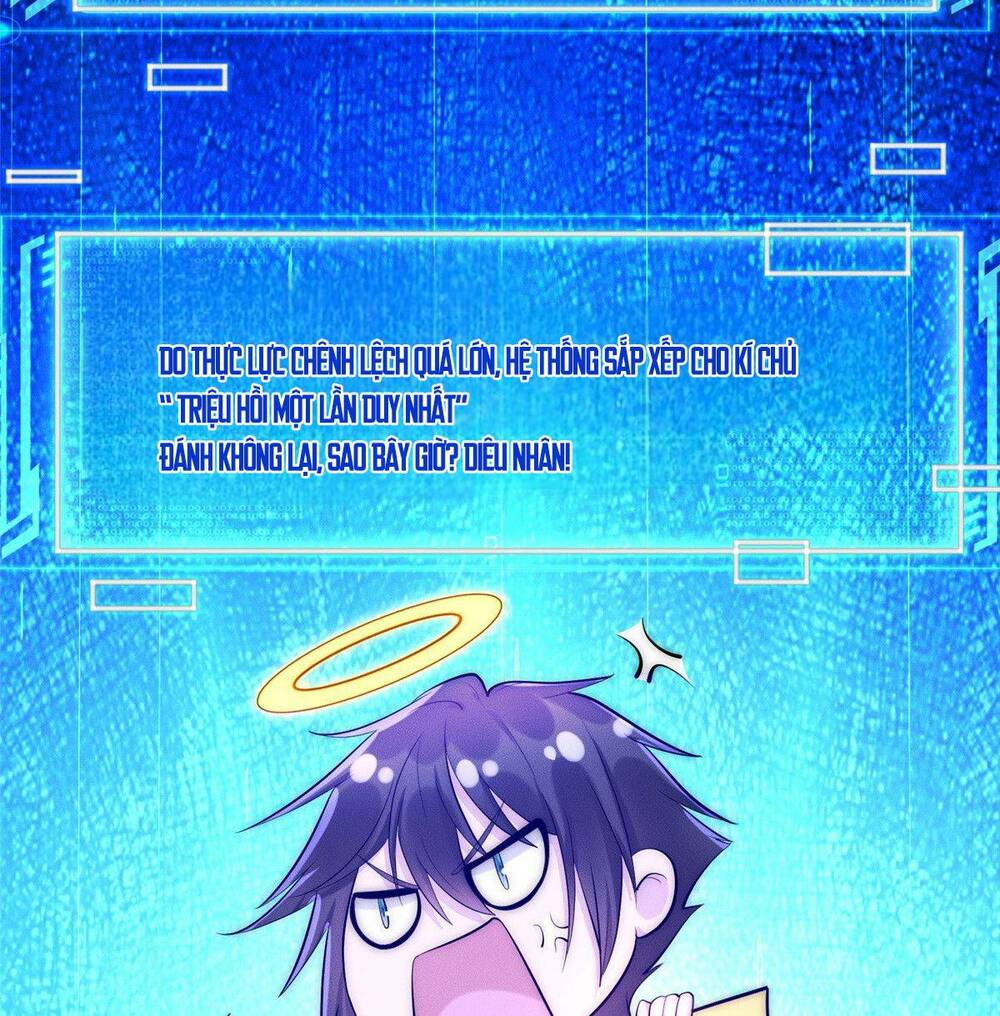 DO THỰC LỰC CHÊNH LỆCH QUÁ LỚN, HỆ THỐNG SẮP XẾP CHO KÍ CHỦ
“ TRIỆU HỒI MỘT LẦN DUY NHẤT”
ĐÁNH KHÔNG LẠI, SAO BÂY GIỜ? DIÊU NHÂN!